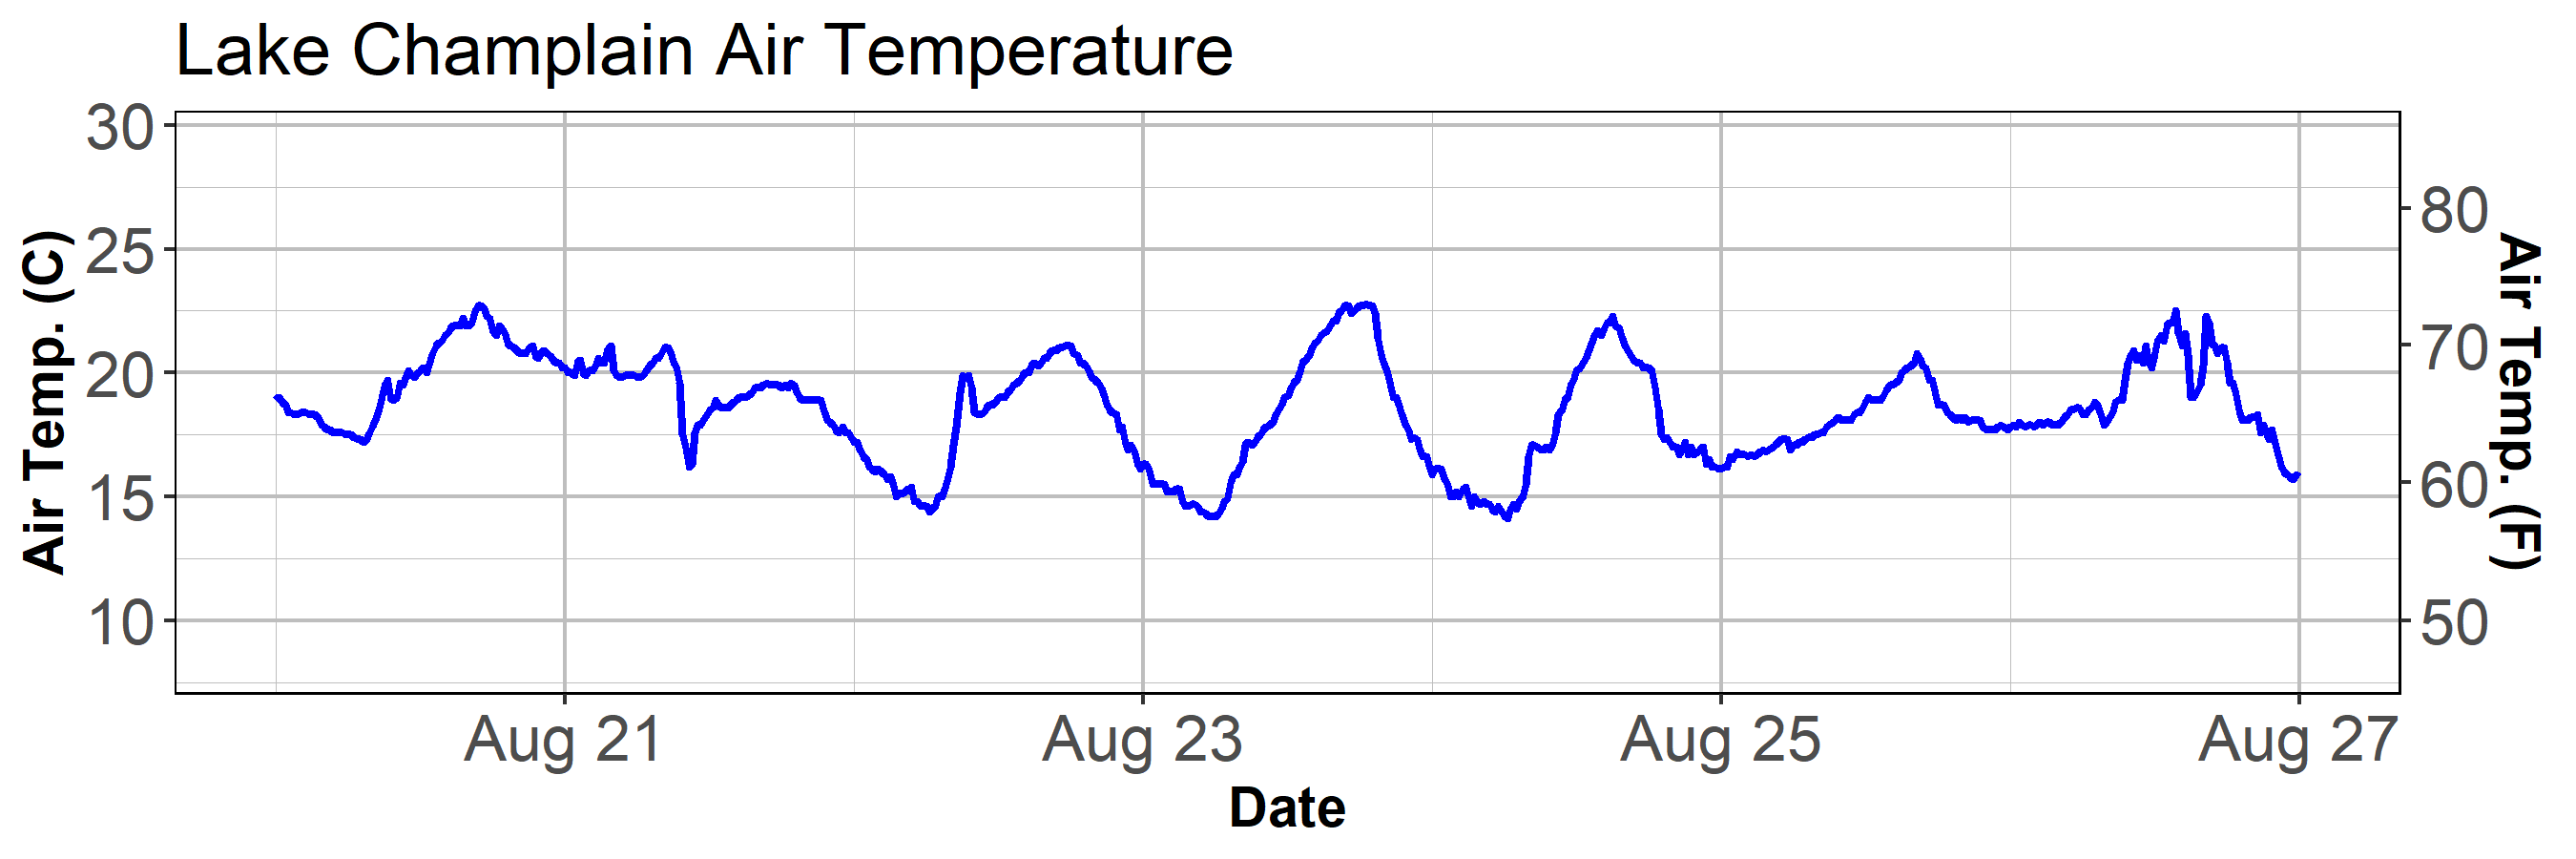 Lake Champlain Air Temperature
30
25
20
15
10
Air Temp. (C)
80
70
60
50
Air Temp. (F)
Aug 21
Aug 23
Aug 25
Aug 27
Date